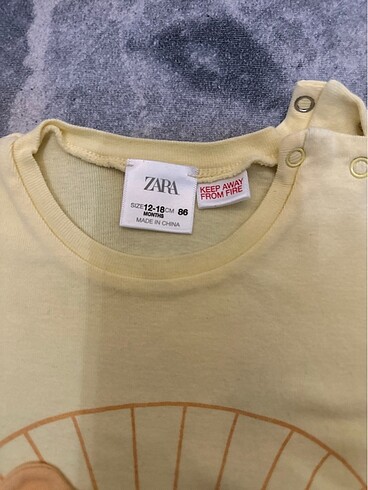 ZARA
SIZE 12-18 CM 86
MONTHS
MADE IN CHINA
KEEP AWAY
FROM FIRE